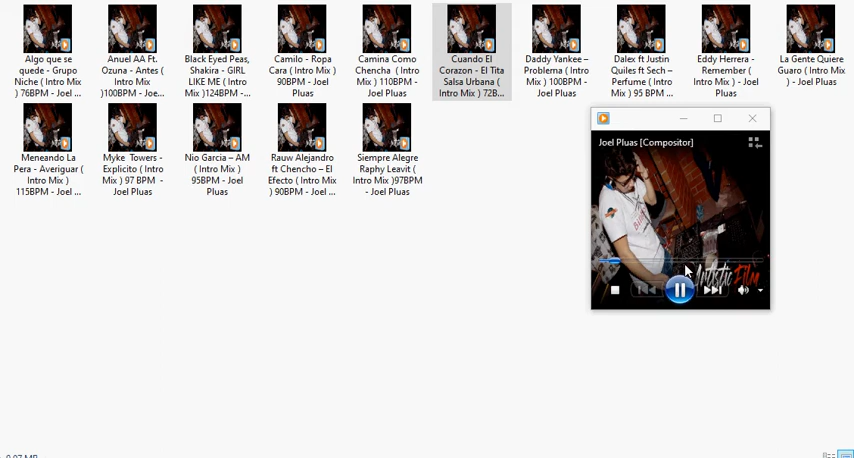 Algo que se
quede - Grupo
Niche ( Intro Mix
) 76BPM - Joel ...
Anuel AA Ft.
Ozuna - Antes (
Intro Mix
)100BPM - Joe...
Black Eyed Peas,
Shakira - GIRL
LIKE ME ( Intro
Mix )124BPM -...
Camilo - Ropa
Cara ( Intro Mix )
90BPM - Joel
Pluas
Camina Como
Chencha ( Intro
Mix ) 110BPM -
Joel Pluas
Cuando El
Corazon - El Tita
Salsa Urbana (
Intro Mix ) 72B...
Daddy Yankee –
Problema ( Intro
Mix ) 100BPM -
Joel Pluas
Dalex ft Justin
Quiles ft Sech –
Perfume ( Intro
Mix ) 95 BPM ...
Eddy Herrera -
Remember (
Intro Mix ) - Joel
Pluas
La Gente Quiere
Guaro ( Intro Mix
) - Joel Pluas
Meneando La
Pera - Averiguar (
Intro Mix )
115BPM - Joel ...
Myke Towers -
Explicito ( Intro
Mix ) 97 BPM -
Joel Pluas
Nio Garcia – AM
( Intro Mix )
95BPM - Joel
Pluas
Rauw Alejandro
ft Chencho – El
Efecto ( Intro Mix
) 90BPM - Joel ...
Siempre Alegre
Raphy Leavit (
Intro Mix )97BPM
- Joel Pluas
Joel Pluas [Compositor]
Artistic Film